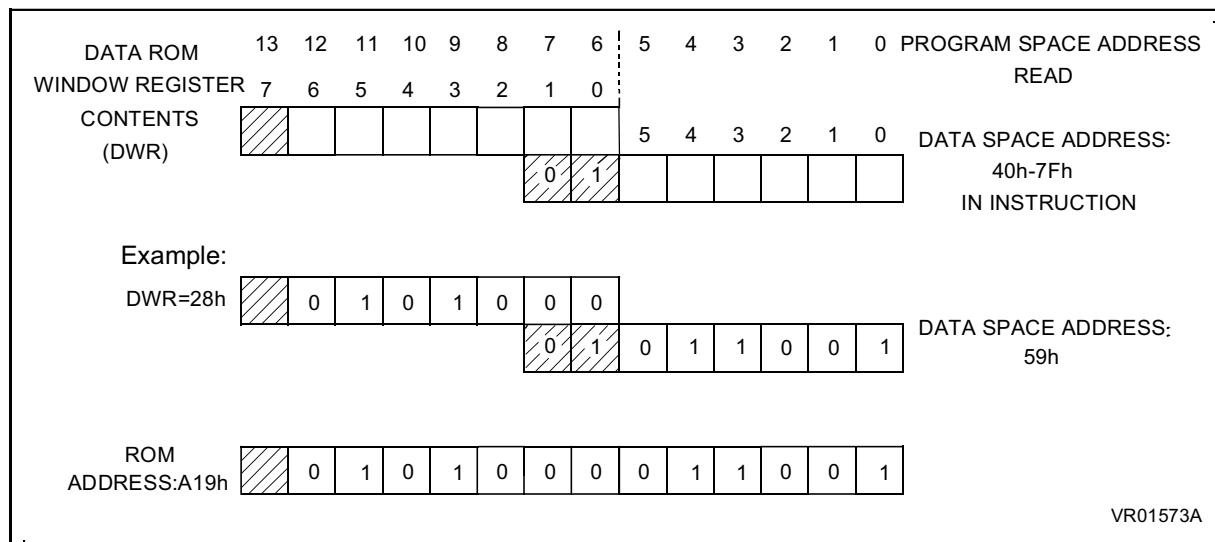 DATA ROM 13 12 11 10 9 8 7 6 5 4 3 2 1 0 PROGRAM SPACE ADDRESS
WINDOW REGISTER 7 6 5 4 3 2 1 0 READ
CONTENTS
(DWR)
5 4 3 2 1 0 DATA SPACE ADDRESS:
0 1 40h-7Fh
IN INSTRUCTION
Example:
DWR=28h 0 1 0 1 0 0 0
0 1 0 1 1 0 0 1 DATA SPACE ADDRESS:
59h
ROM
ADDRESS:A19h 0 1 0 1 0 0 0 0 1 1 0 0 1
VR01573A